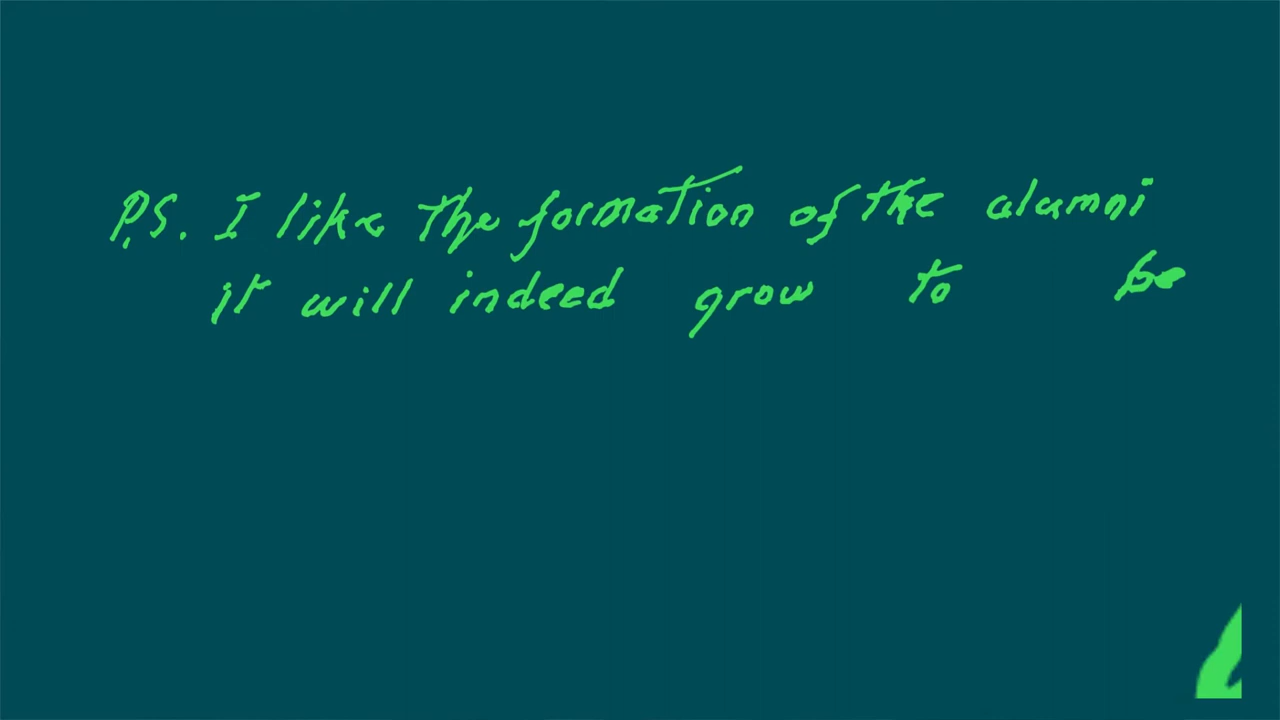 P.S. I like the formation of the alumni
it will indeed grow to be